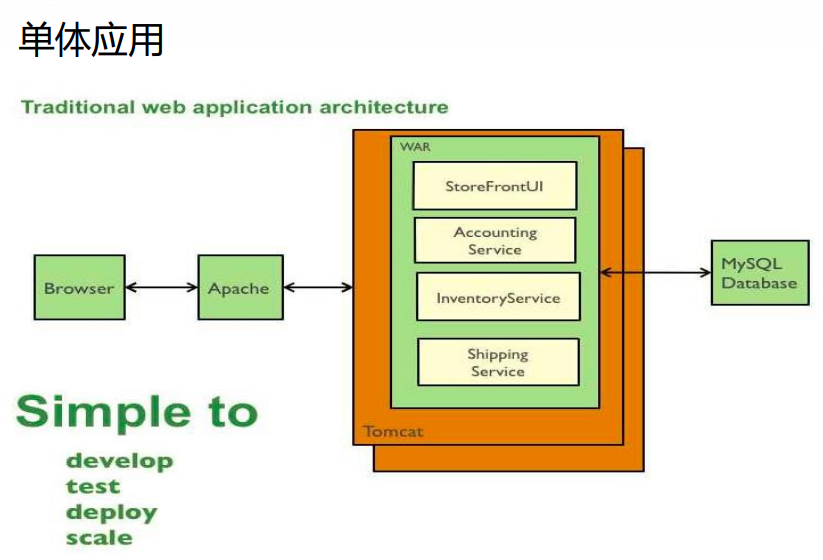 单体应用
Traditional web application architecture
WAR
StoreFrontUI
Accounting
Service
InventoryService
Shipping
Service
Tomcat
Browser
Apache
MySQL
Database
Simple to
develop
test
deploy
scale